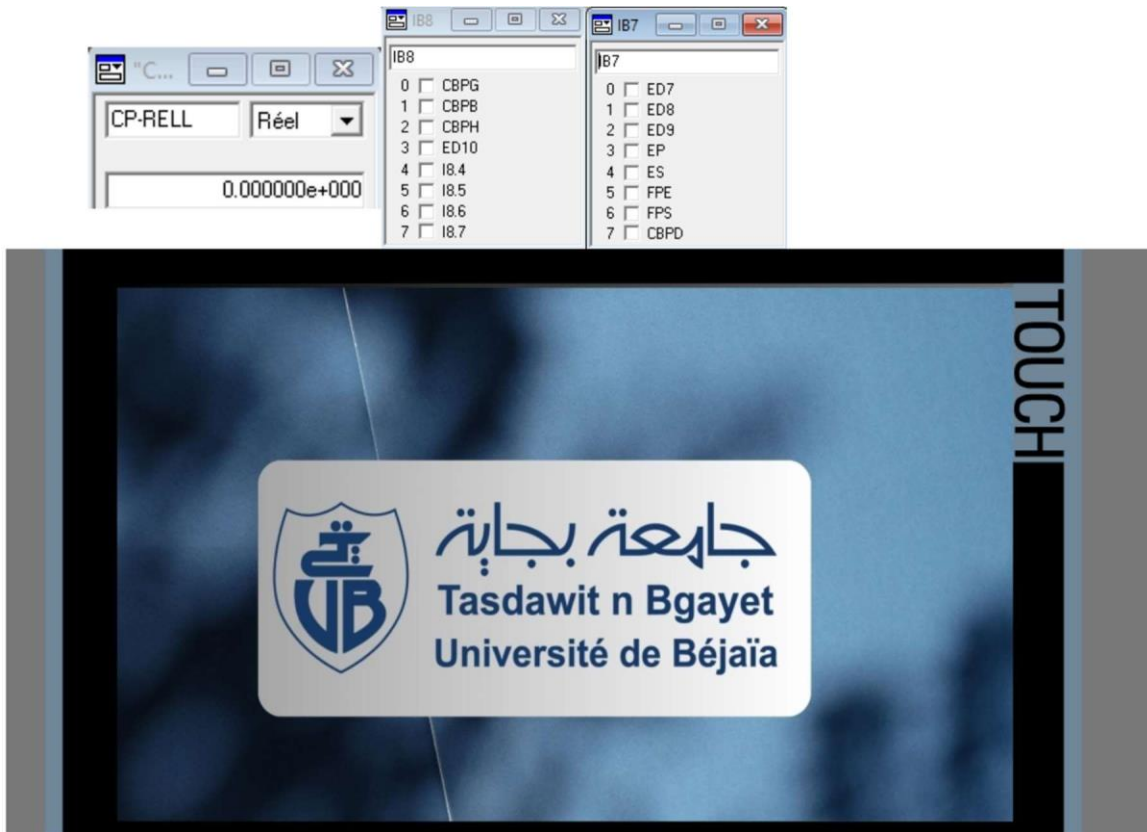 "C...
CP-RELL
Réel
0.000000e+000
IB8
IB8
0 CBPG
1 CBPB
2 CBPH
3 ED10
4 I8.4
5 I8.5
6 I8.6
7 I8.7
IB7
IB7
0 ED7
1 ED8
2 ED9
3 EP
4 ES
5 FPE
6 FPS
7 CBPD
TOUCH
جامعة بجاية
Tasdawit n Bgayet
Université de Béjaïa
UB